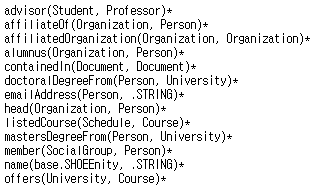 advisor(Student, Professor)*
affiliateOf(Organization, Person)*
affiliatedOrganization(Organization, Organization)*
alumnus(Organization, Person)*
containedIn(Document, Document)*
doctoralDegreeFrom(Person, University)*
emailAddress(Person, .STRING)*
head(Organization, Person)*
listedCourse(Schedule, Course)*
mastersDegreeFrom(Person, University)*
member(SocialGroup, Person)*
name(base.SHOEEnity, .STRING)*
offers(University, Course)*